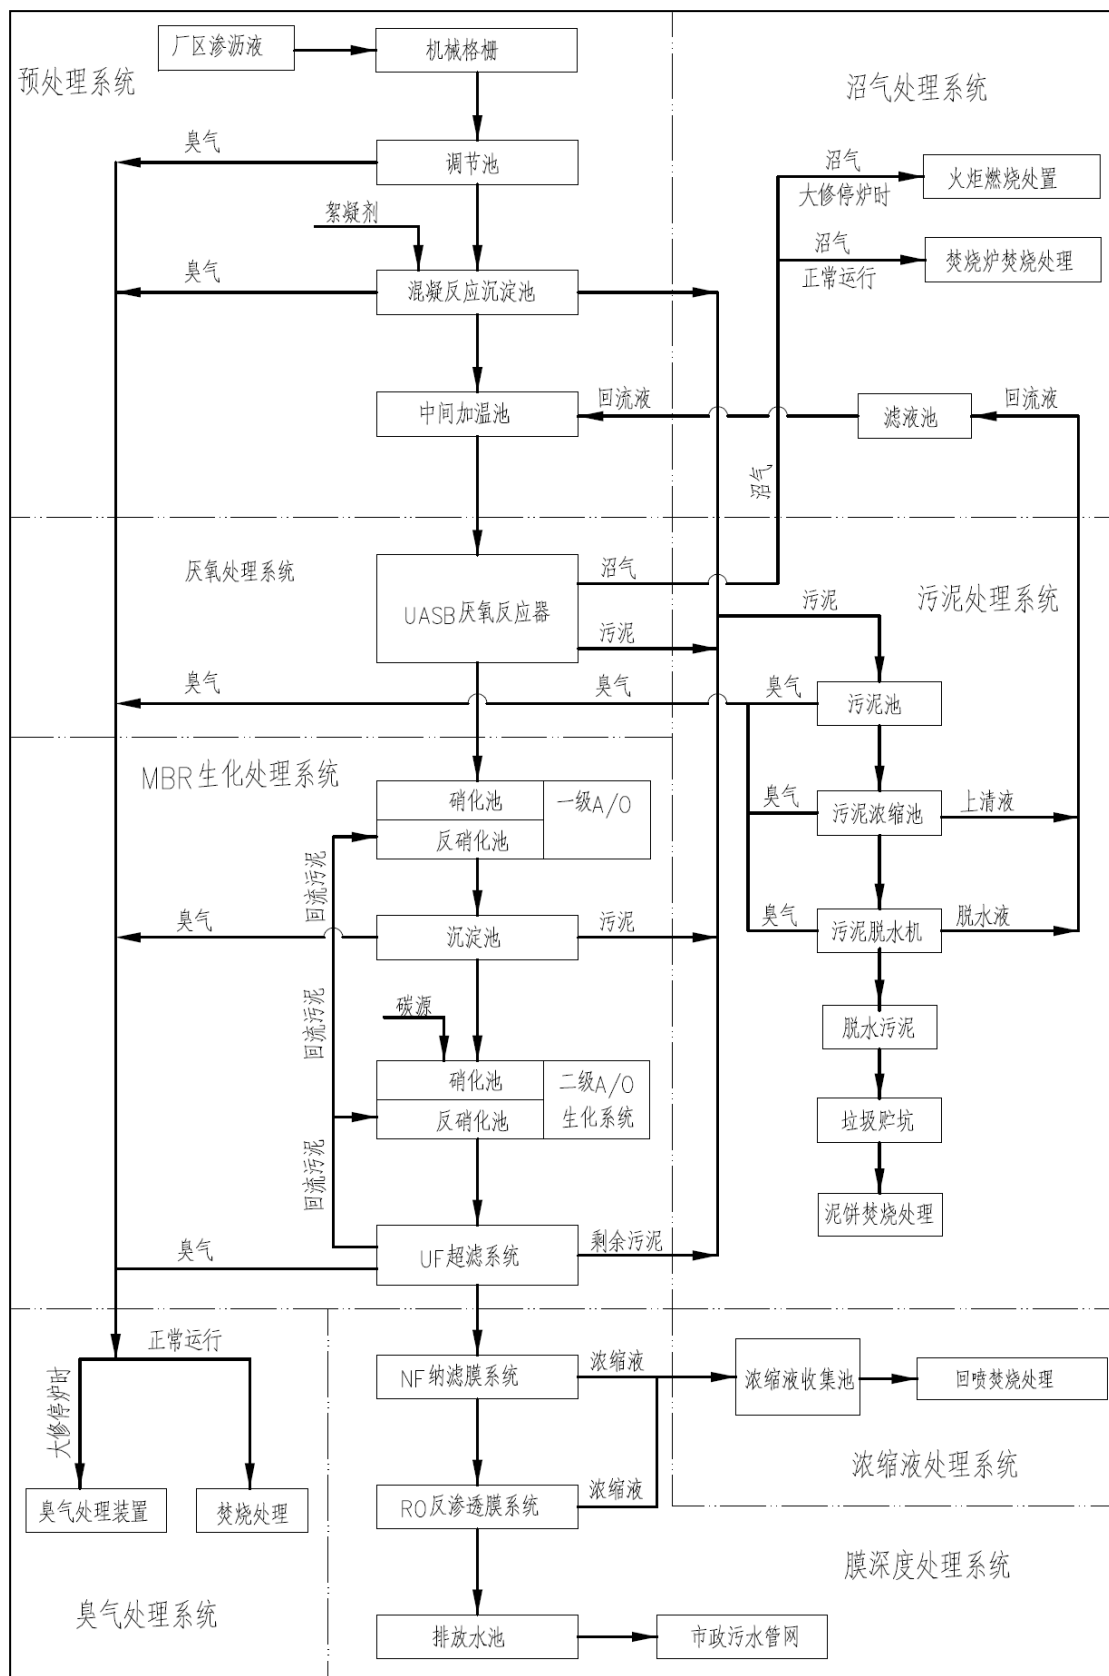 厂区渗沥液
机械格栅
预处理系统
沼气处理系统
臭气
调节池
沼气
大修停炉时
火炬燃烧处置
絮凝剂
沼气
正常运行
焚烧炉焚烧处理
臭气
混凝反应沉淀池
中间加温池
回流液
滤液池
回流液
沼气
厌氧处理系统
沼气
UASB厌氧反应器
污泥
污泥
污泥处理系统
臭气
臭气
臭气
污泥池
MBR生化处理系统
硝化池
一级A/O
反硝化池
臭气
污泥浓缩池
上清液
回流污泥
臭气
沉淀池
污泥
臭气
污泥脱水机
脱水液
回流污泥
碳源
脱水污泥
硝化池
二级A/O
反硝化池
生化系统
垃圾贮坑
回流污泥
泥饼焚烧处理
臭气
UF超滤系统
剩余污泥
正常运行
大修停炉时
NF纳滤膜系统
浓缩液
浓缩液收集池
回喷焚烧处理
浓缩液处理系统
臭气处理装置
焚烧处理
RO反渗透膜系统
浓缩液
膜深度处理系统
臭气处理系统
排放水池
市政污水管网